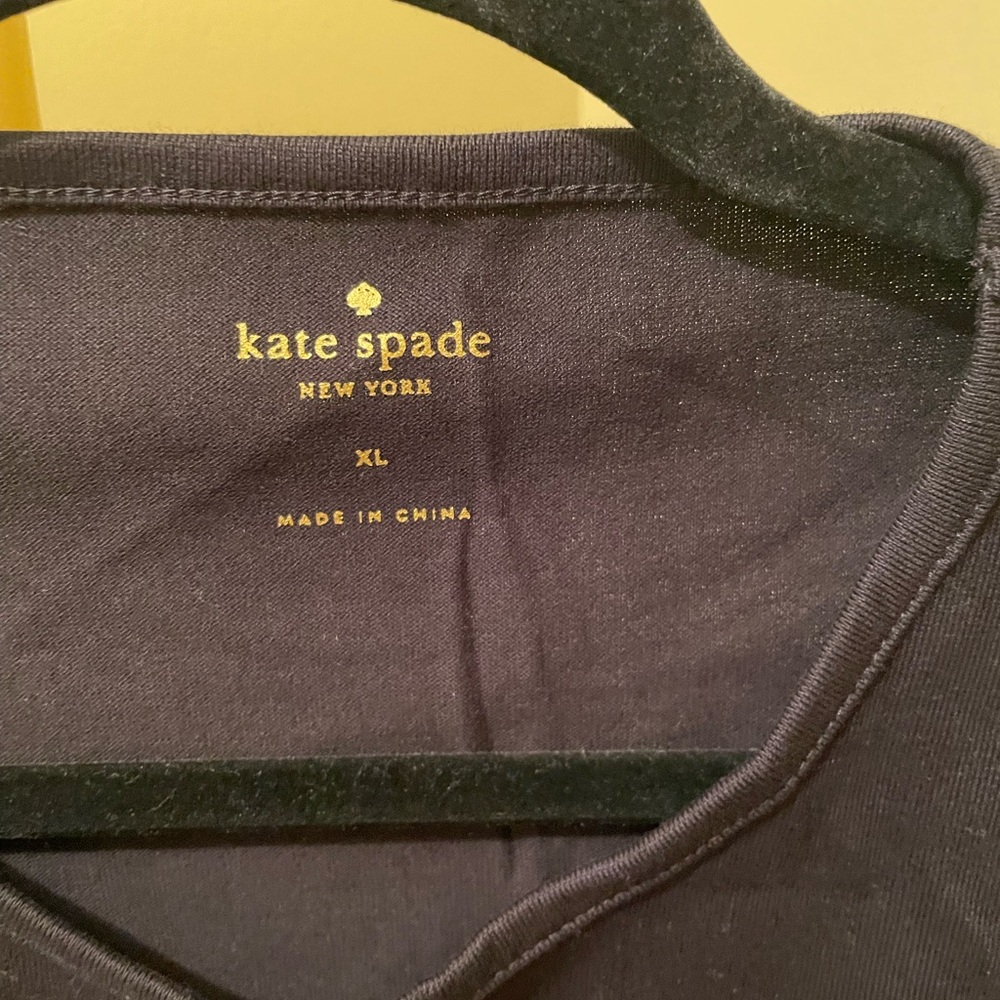 kate spade
NEW YORK
XL
MADE IN CHINA